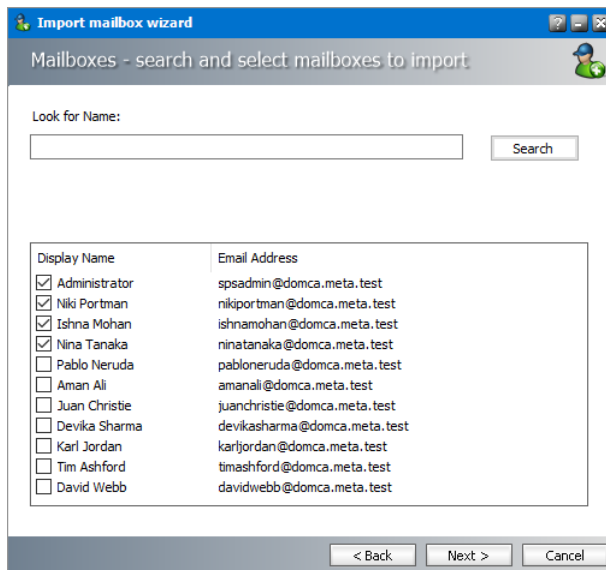 Import mailbox wizard
Mailboxes - search and select mailboxes to import
Look for Name:
Search
Display Name Email Address
Administrator spsadmin@domca.meta.test
Niki Portman nikiportman@domca.meta.test
Ishna Mohan ishnamohan@domca.meta.test
Nina Tanaka ninatanaka@domca.meta.test
Pablo Neruda pabloneruda@domca.meta.test
Aman Ali amanali@domca.meta.test
Juan Christie juanchristie@domca.meta.test
Devika Sharma devikasharma@domca.meta.test
Karl Jordan karljordan@domca.meta.test
Tim Ashford timashford@domca.meta.test
David Webb davidwebb@domca.meta.test
< Back Next > Cancel